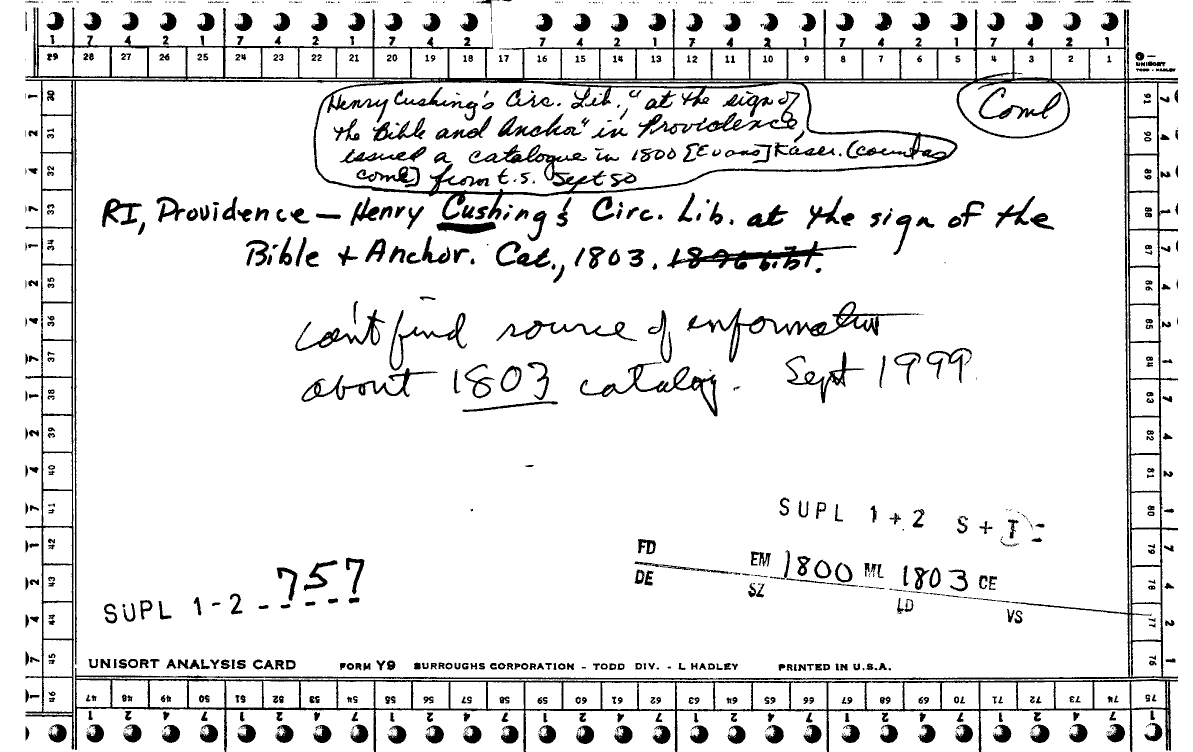 7 4 2 1 7 4 2 1 7 4 2 1 7 4 2 1 7 4 2 1 7 4 2 1
29 28 27 26 25 24 23 22 21 20 19 18 17 16 15 14 13 12 11 10 9 8 7 6 5 4 3 2 1
UNISORT
TODD - HADLEY
Henry Cushing's Circ. Lib., "at the sign of
the Bible and Anchor" in Providence,
issued a catalogue in 1800 [Evans] Kaser. (count as
coml] from t.s. Sept 80
Coml
RI, Providence — Henry Cushing's Circ. Lib. at the sign of the
Bible + Anchor. Cat., 1803. 1896 bibl.
can't find source of information
about 1803 catalog. Sept 1999.
SUPL 1+2 S+T
FD EM 1800 ML 1803 CE
DE SZ LD VS
SUPL 1-2 - 757
UNISORT ANALYSIS CARD FORM Y9 BURROUGHS CORPORATION - TODD DIV. - L HADLEY PRINTED IN U.S.A.
30 31 32 33 34 35 36 37 38 39 40 41 42 43 44 45 46
91 90 89 88 87 86 85 84 83 82 81 80 79 78 77 76
47 48 49 50 51 52 53 54 55 56 57 58 59 60 61 62 63 64 65 66 67 68 69 70 71 72 73 74 75
1 2 4 7 1 2 4 7 1 2 4 7 1 2 4 7 1 2 4 7 1 2 4 7 1 2 4 7